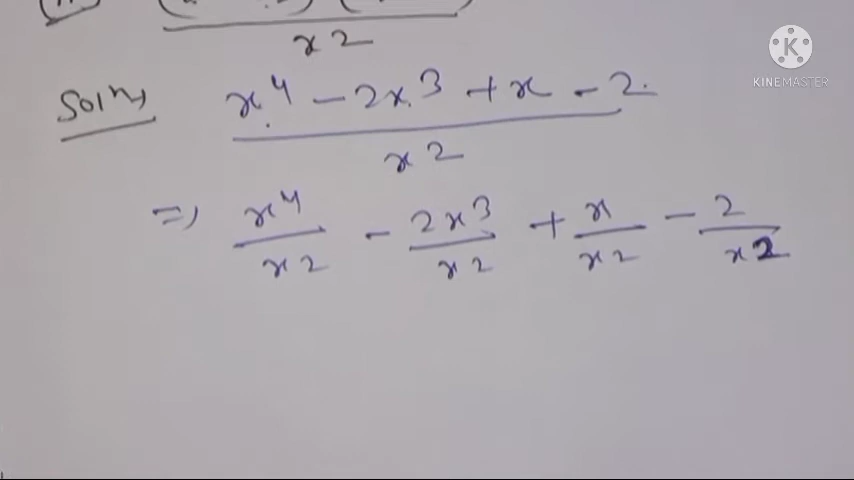 x2
Soln, x4 - 2x3 + x - 2.
x2
=> x4/x2 - 2x3/x2 + x/x2 - 2/x2
K
KINEMASTER